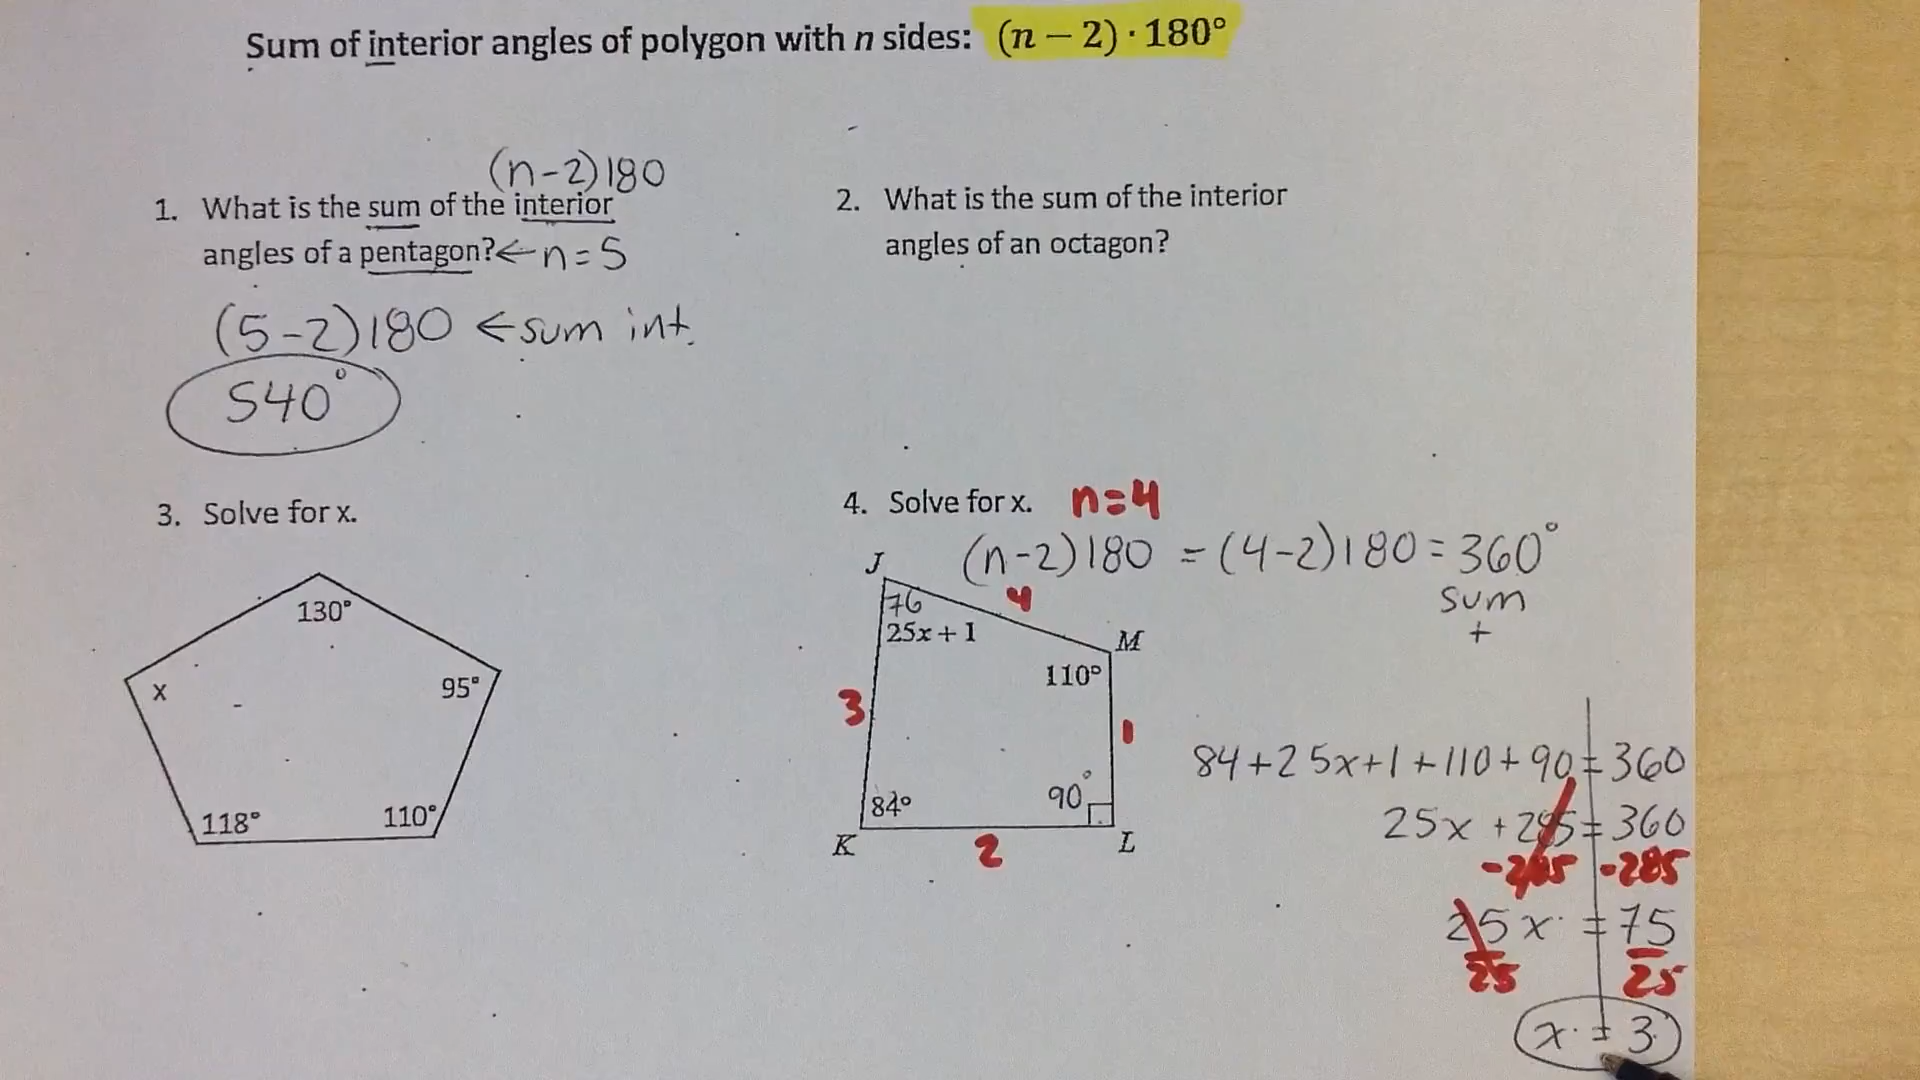 Sum of interior angles of polygon with n sides: (n − 2) · 180°
(n-2)180
1. What is the sum of the interior
angles of a pentagon? ← n = 5
(5-2)180 ← sum int.
540°
2. What is the sum of the interior
angles of an octagon?
3. Solve for x.
130°
x
95°
118°
110°
4. Solve for x. n=4
(n-2)180 = (4-2)180 = 360°
sum
+
J
4
76
25x + 1
M
110°
3
1
84°
90°
K
2
L
84+25x+1+110+90=360
25x+285=360
-285 -285
25x = 75
25 25
x = 3